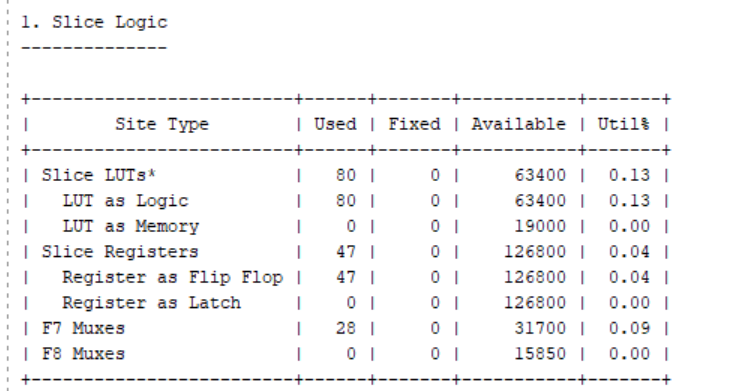 1. Slice Logic
--------------
+--------------------------+------+-------+-----------+-------+
|         Site Type        | Used | Fixed | Available | Util% |
+--------------------------+------+-------+-----------+-------+
| Slice LUTs*              |   80 |     0 |     63400 |  0.13 |
|   LUT as Logic           |   80 |     0 |     63400 |  0.13 |
|   LUT as Memory          |    0 |     0 |     19000 |  0.00 |
| Slice Registers          |   47 |     0 |    126800 |  0.04 |
|   Register as Flip Flop  |   47 |     0 |    126800 |  0.04 |
|   Register as Latch      |    0 |     0 |    126800 |  0.00 |
| F7 Muxes                 |   28 |     0 |     31700 |  0.09 |
| F8 Muxes                 |    0 |     0 |     15850 |  0.00 |
+--------------------------+------+-------+-----------+-------+